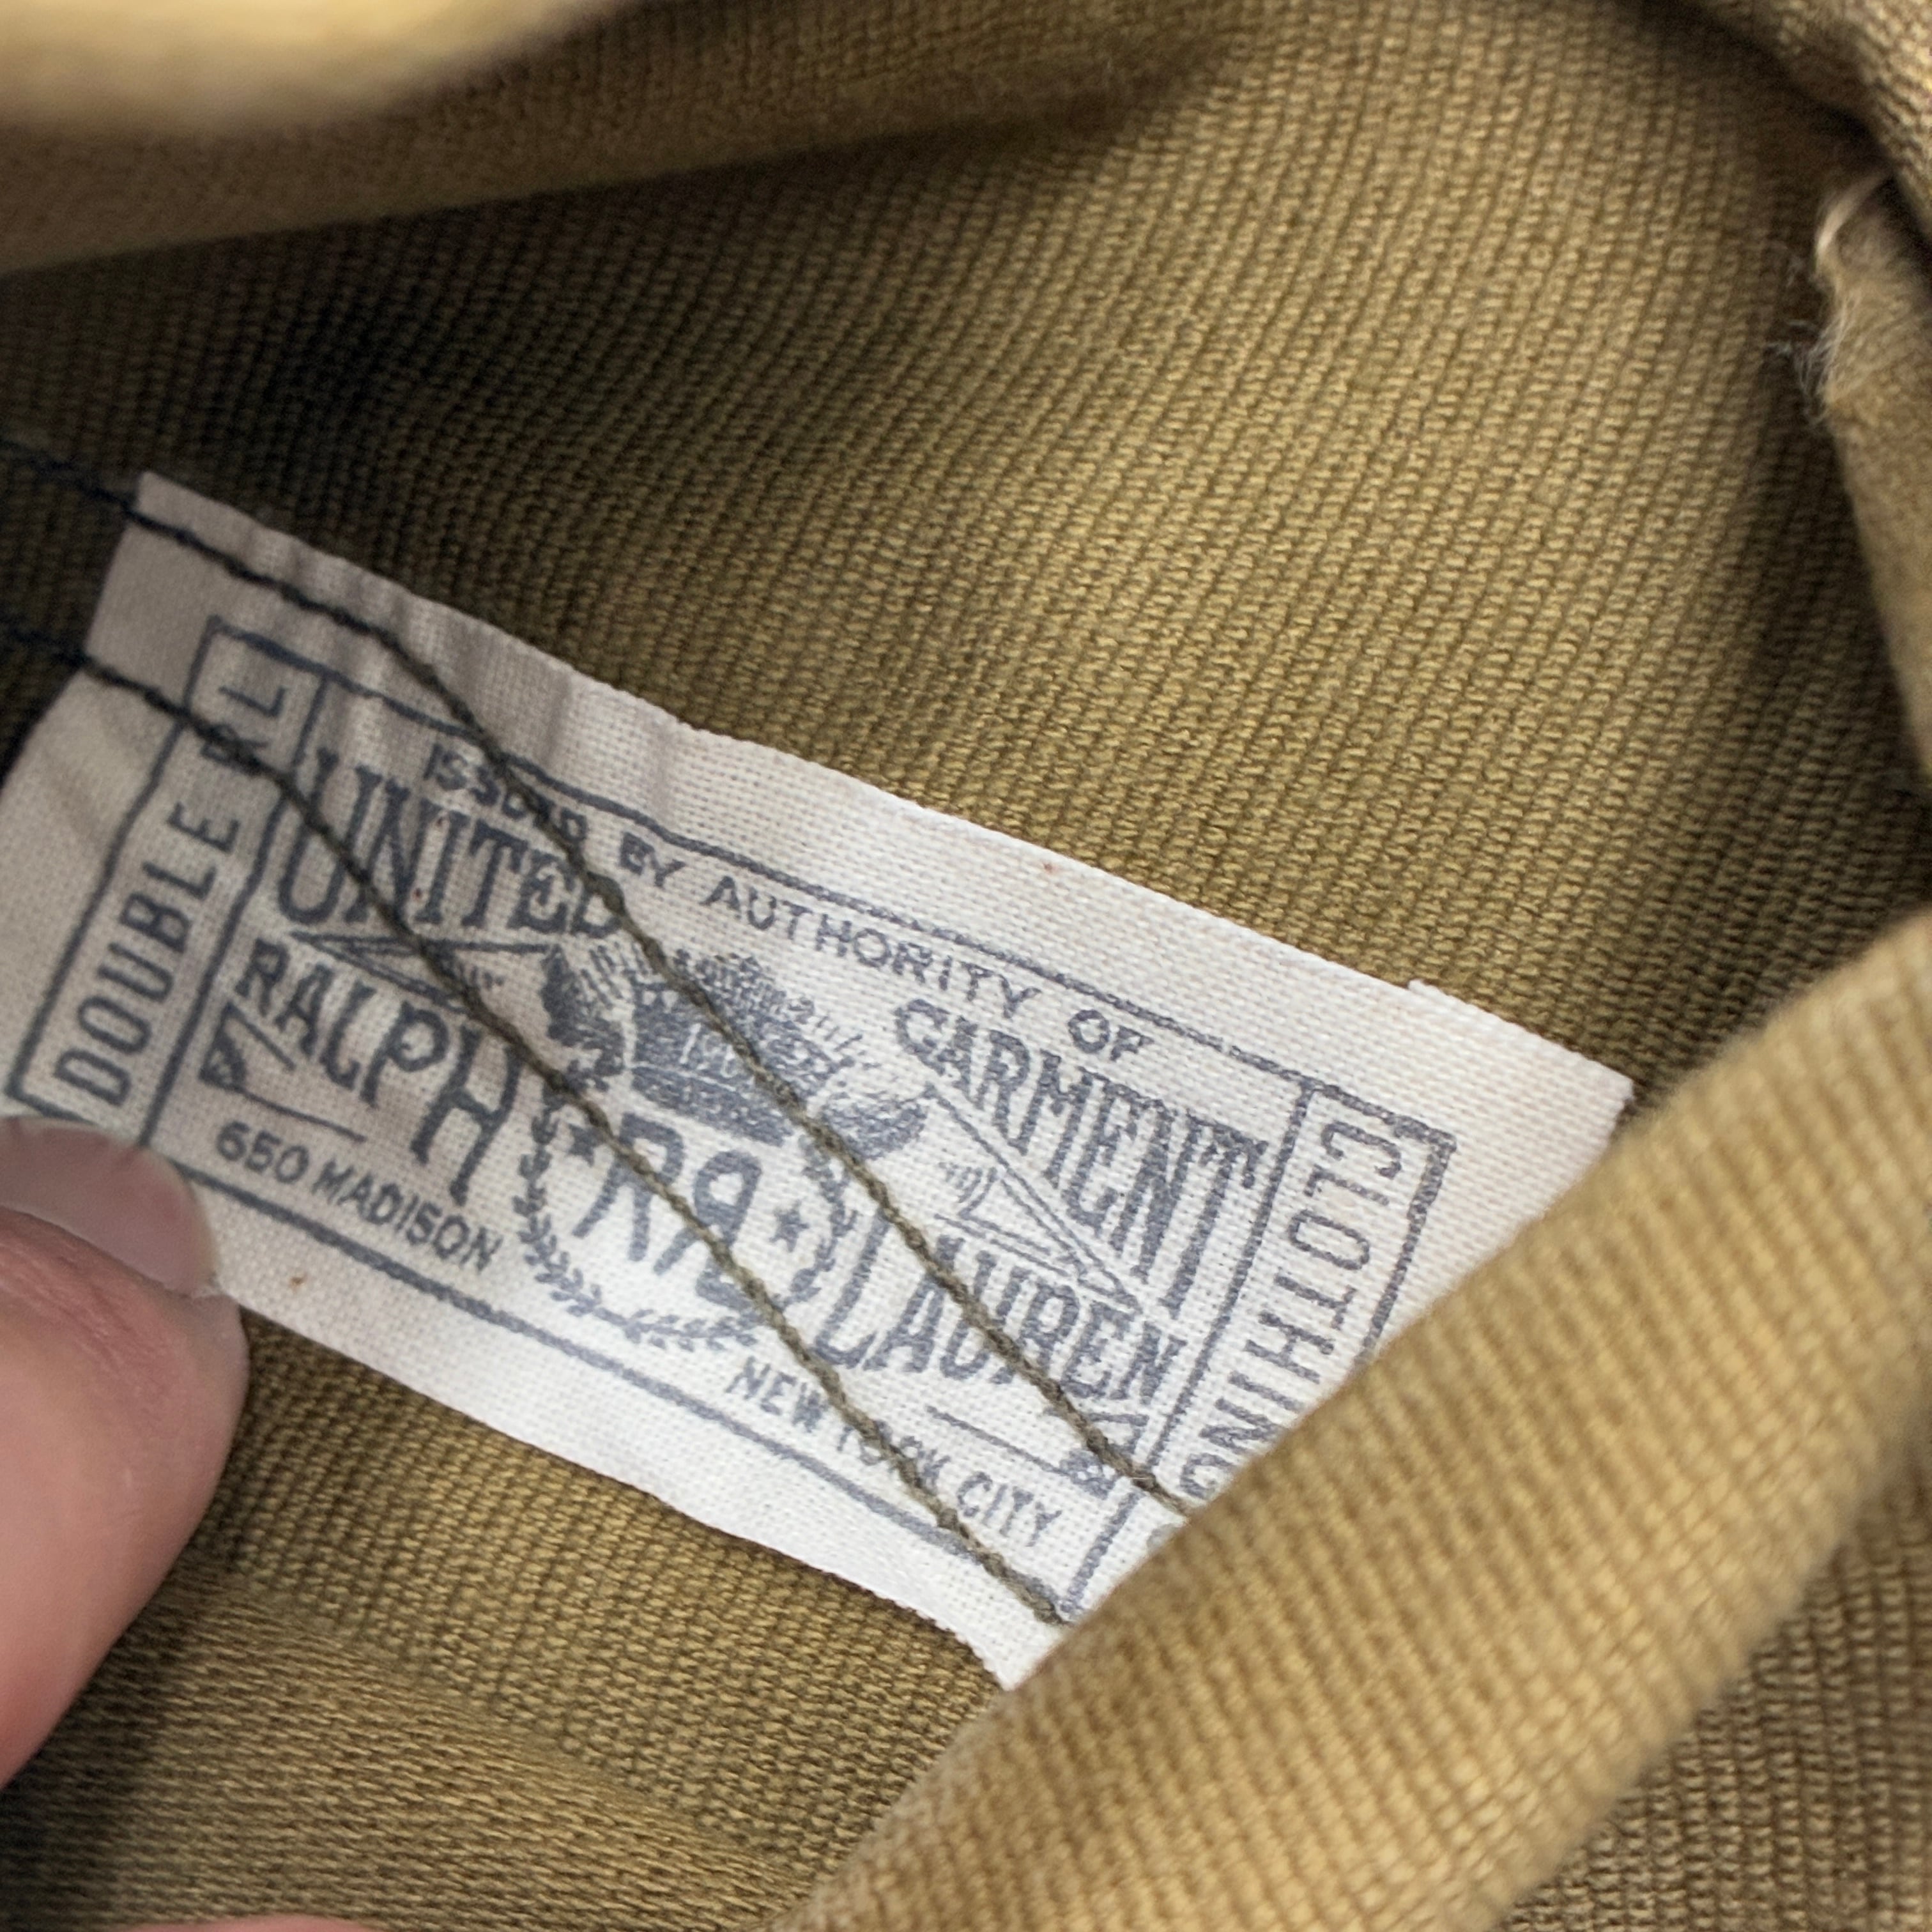 DOUBLE RL
ISSUED BY AUTHORITY OF
UNITED GARMENT
RALPH LAUREN
RRL
650 MADISON
NEW YORK CITY
CLOTHING